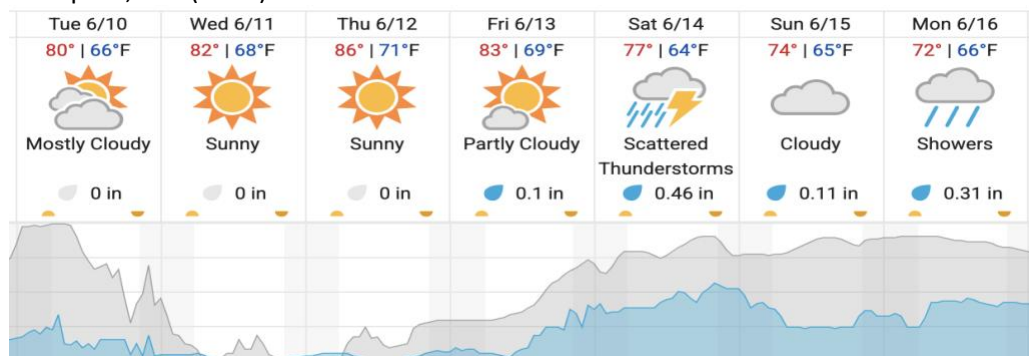 Tue 6/10 Wed 6/11 Thu 6/12 Fri 6/13 Sat 6/14 Sun 6/15 Mon 6/16
80° | 66°F 82° | 68°F 86° | 71°F 83° | 69°F 77° | 64°F 74° | 65°F 72° | 66°F
Mostly Cloudy Sunny Sunny Partly Cloudy Scattered Cloudy Showers
Thunderstorms
0 in 0 in 0 in 0.1 in 0.46 in 0.11 in 0.31 in